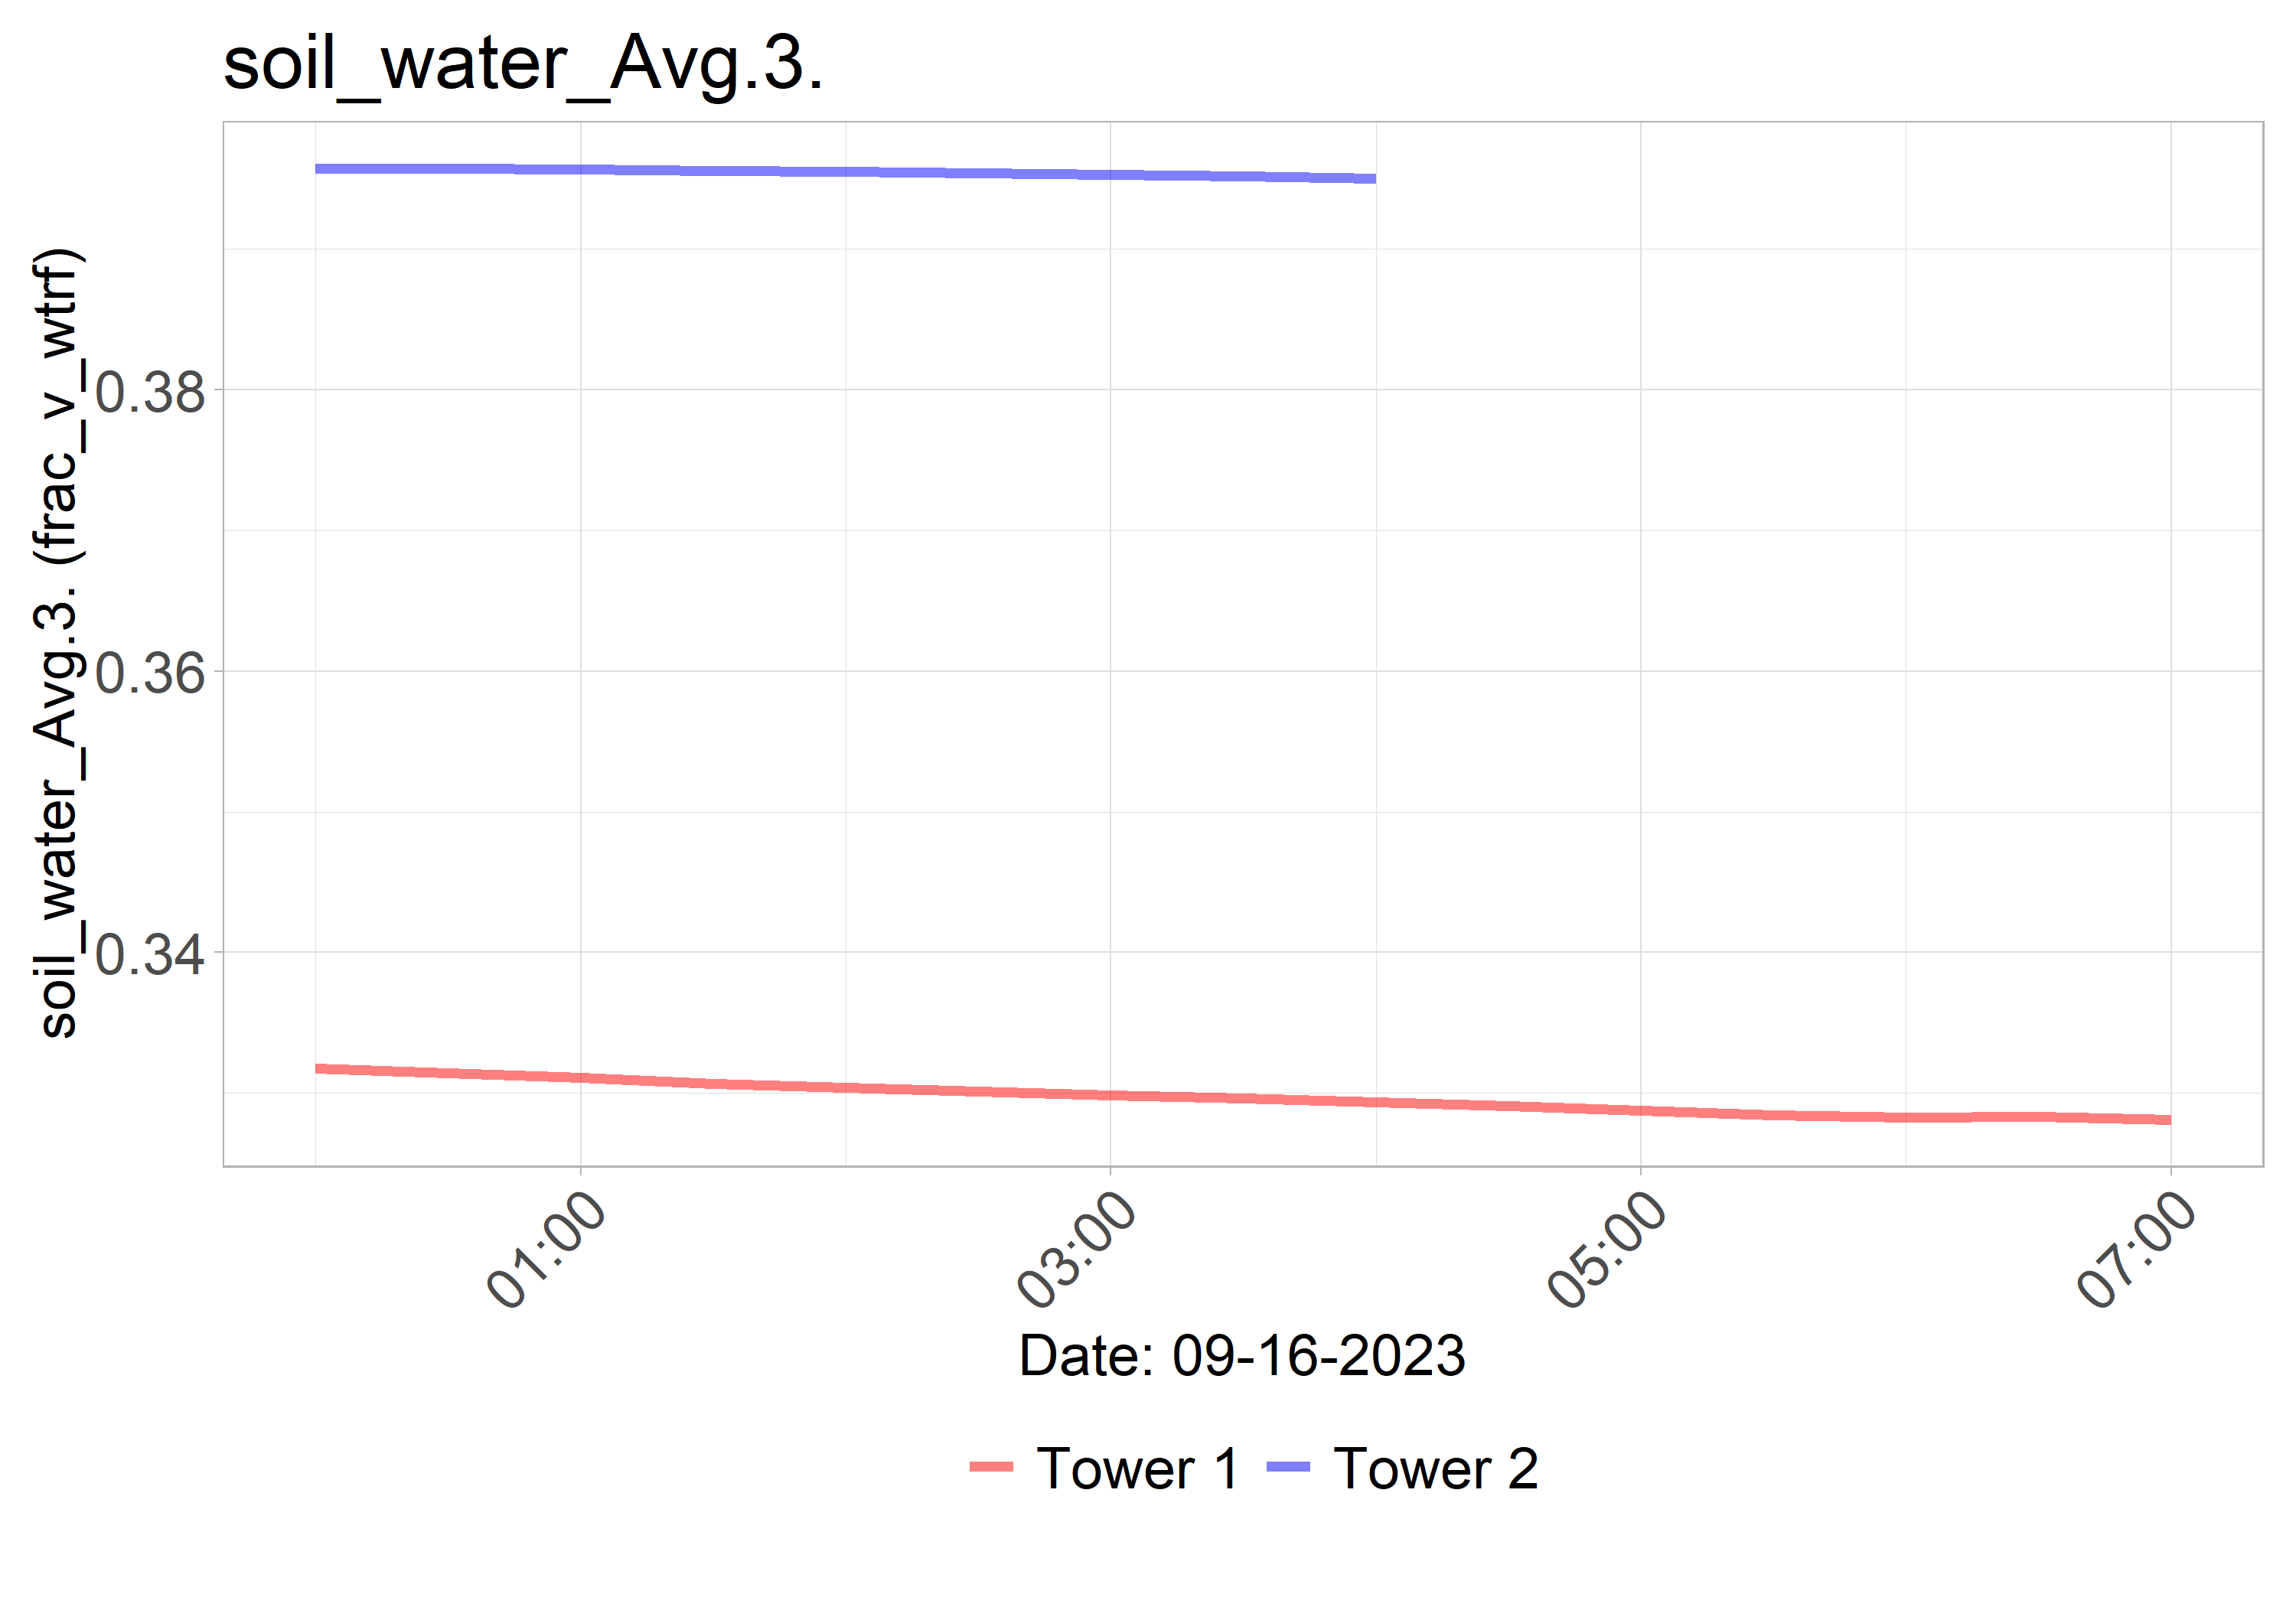 soil_water_Avg.3.
soil_water_Avg.3. (frac_v_wtrf)
0.38
0.36
0.34
01:00
03:00
05:00
07:00
Date: 09-16-2023
Tower 1
Tower 2